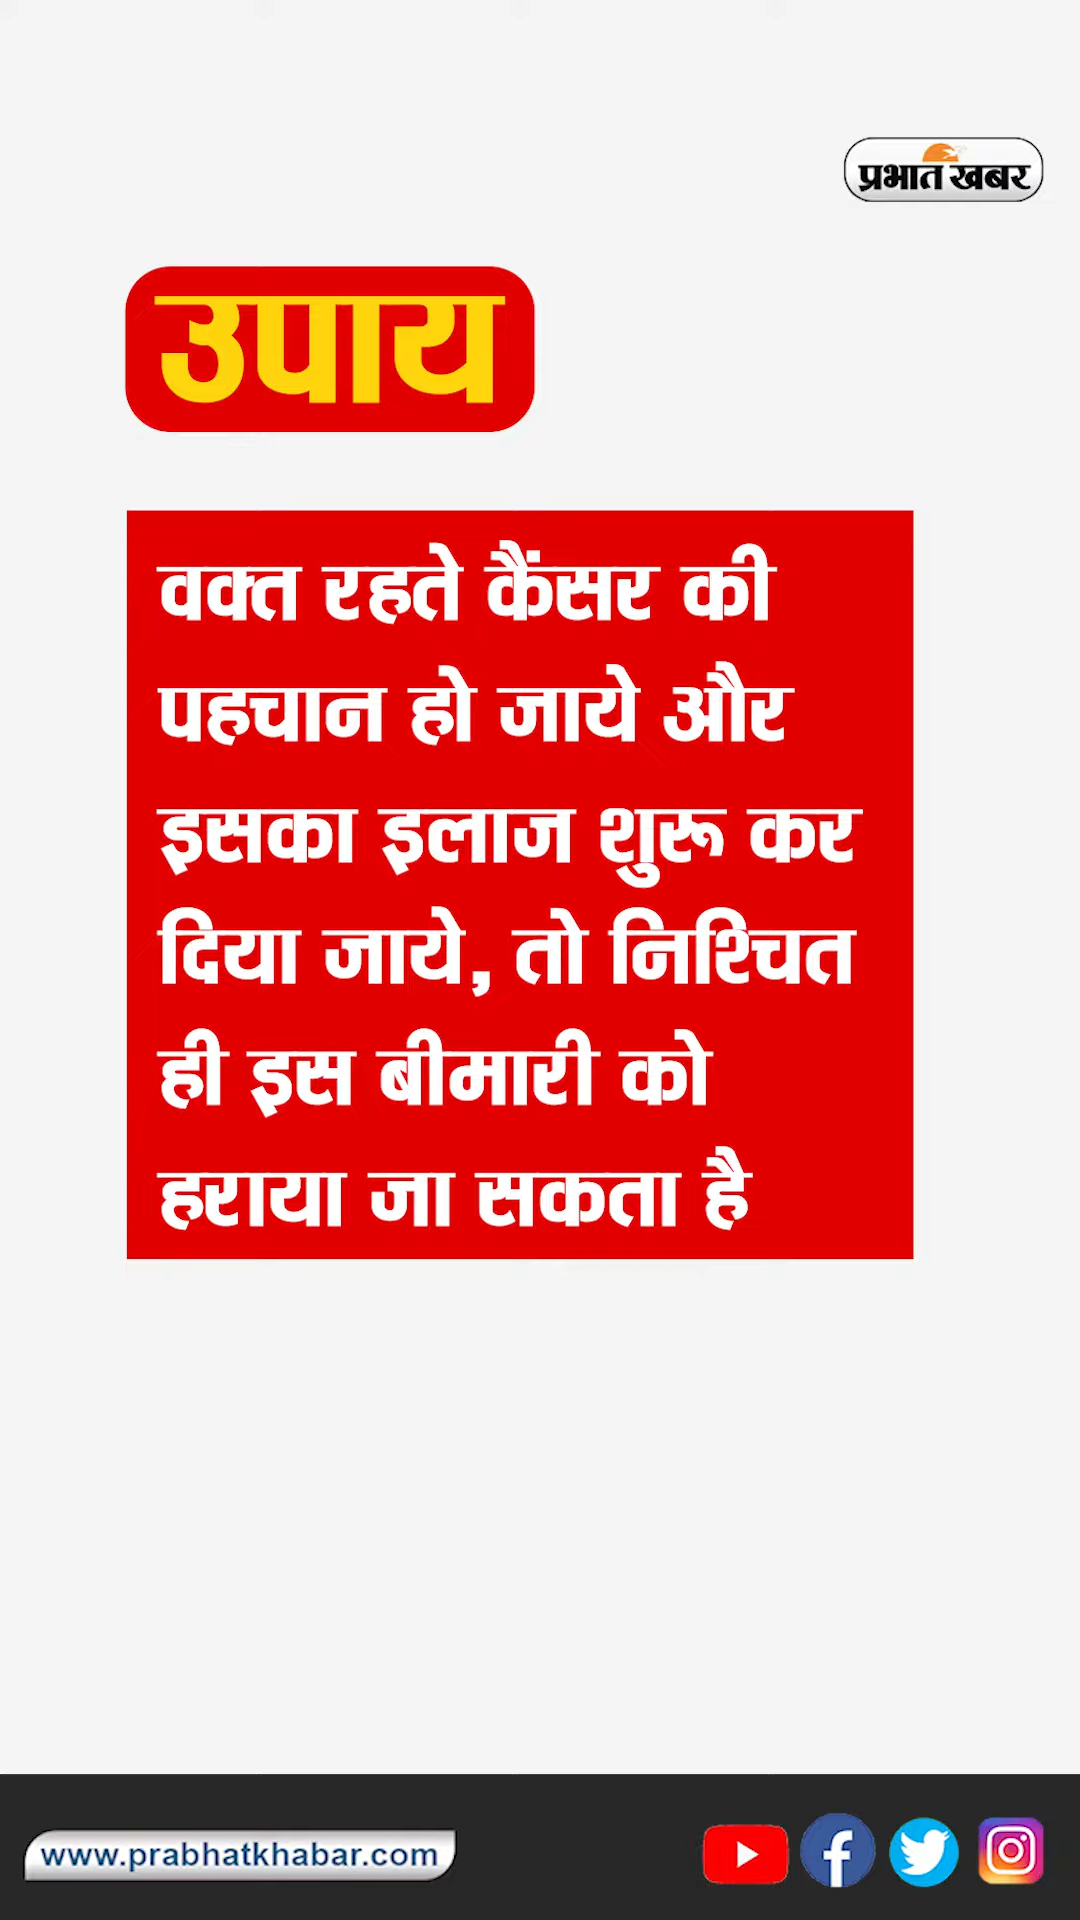 प्रभात खबर
उपाय
वक्त रहते कैंसर की
पहचान हो जाये और
इसका इलाज शुरू कर
दिया जाये, तो निश्चित
ही इस बीमारी को
हराया जा सकता है
www.prabhatkhabar.com